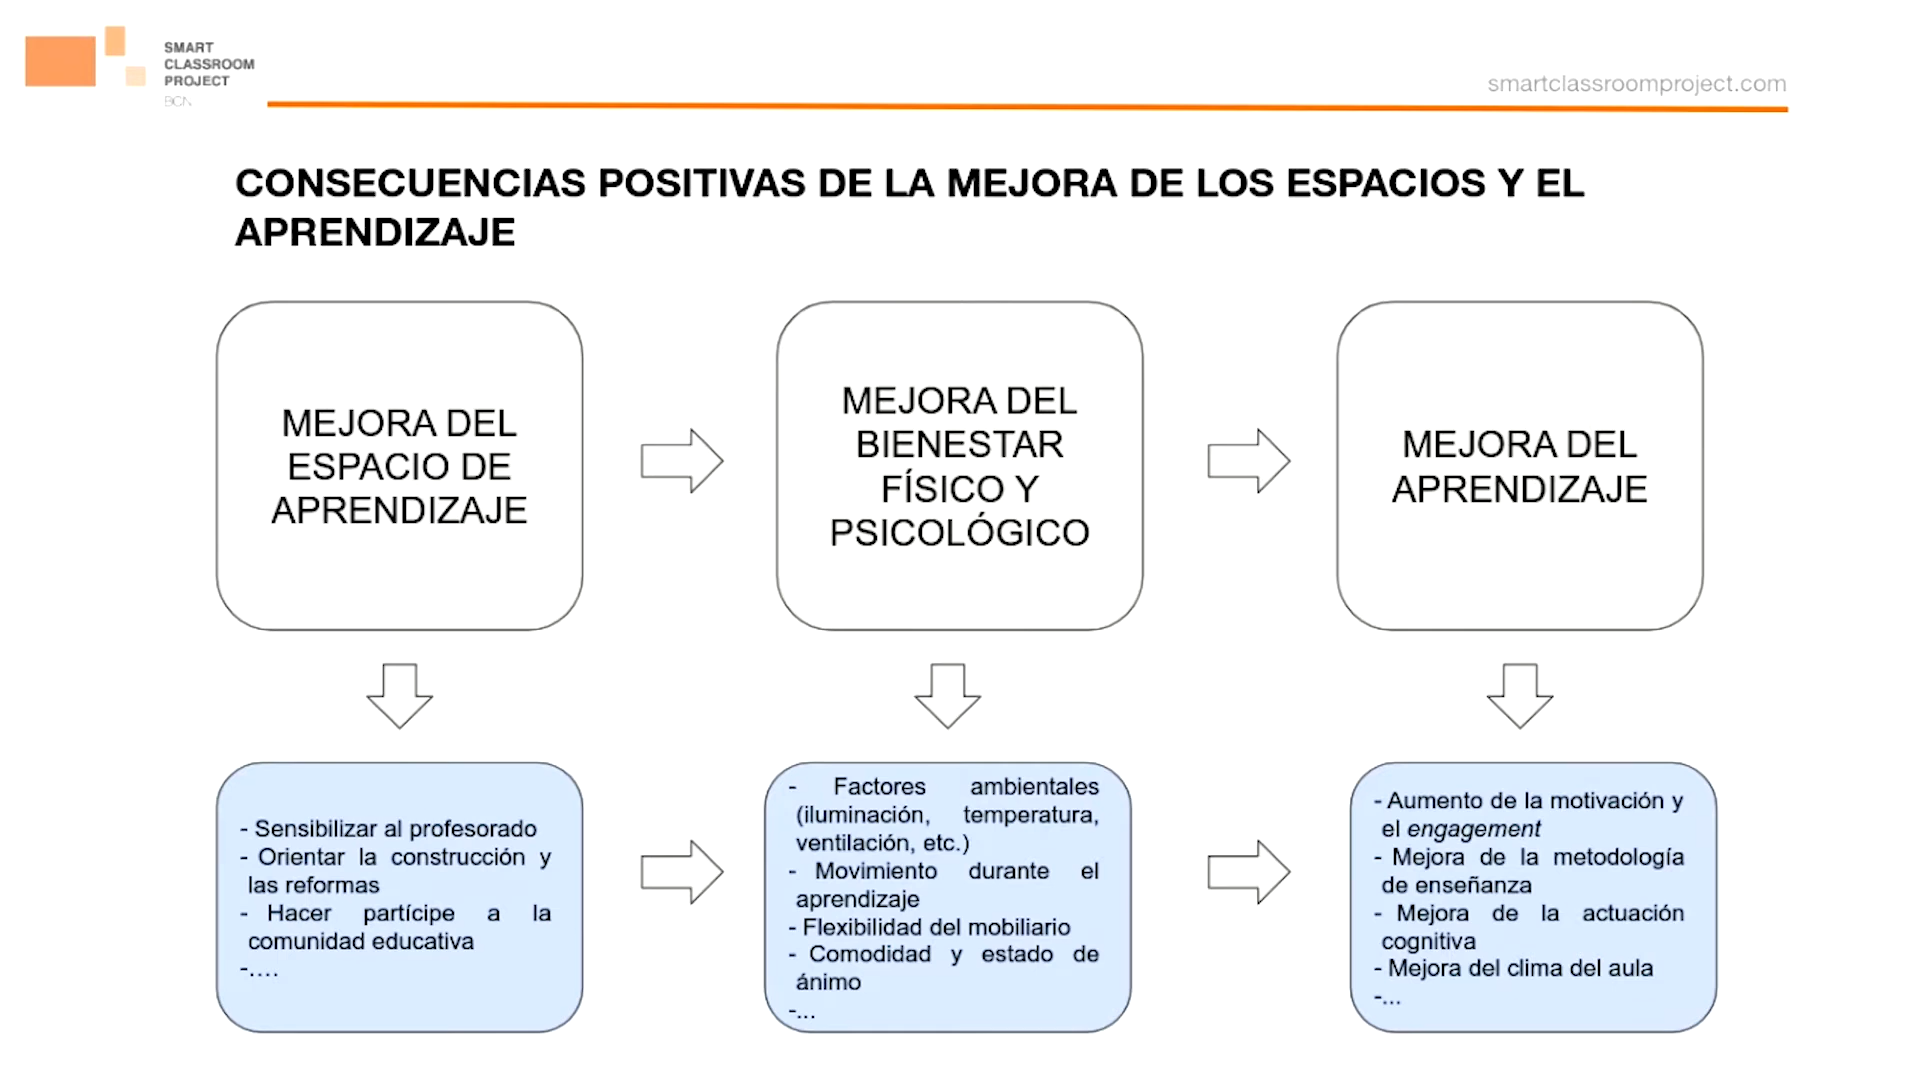 SMART
CLASSROOM
PROJECT
BCN
smartclassroomproject.com
CONSECUENCIAS POSITIVAS DE LA MEJORA DE LOS ESPACIOS Y EL
APRENDIZAJE
MEJORA DEL
ESPACIO DE
APRENDIZAJE
MEJORA DEL
BIENESTAR
FÍSICO Y
PSICOLÓGICO
MEJORA DEL
APRENDIZAJE
- Sensibilizar al profesorado
- Orientar la construcción y
las reformas
- Hacer partícipe a la
comunidad educativa
-....
- Factores ambientales
(iluminación, temperatura,
ventilación, etc.)
- Movimiento durante el
aprendizaje
- Flexibilidad del mobiliario
- Comodidad y estado de
ánimo
-...
- Aumento de la motivación y
el engagement
- Mejora de la metodología
de enseñanza
- Mejora de la actuación
cognitiva
- Mejora del clima del aula
-...